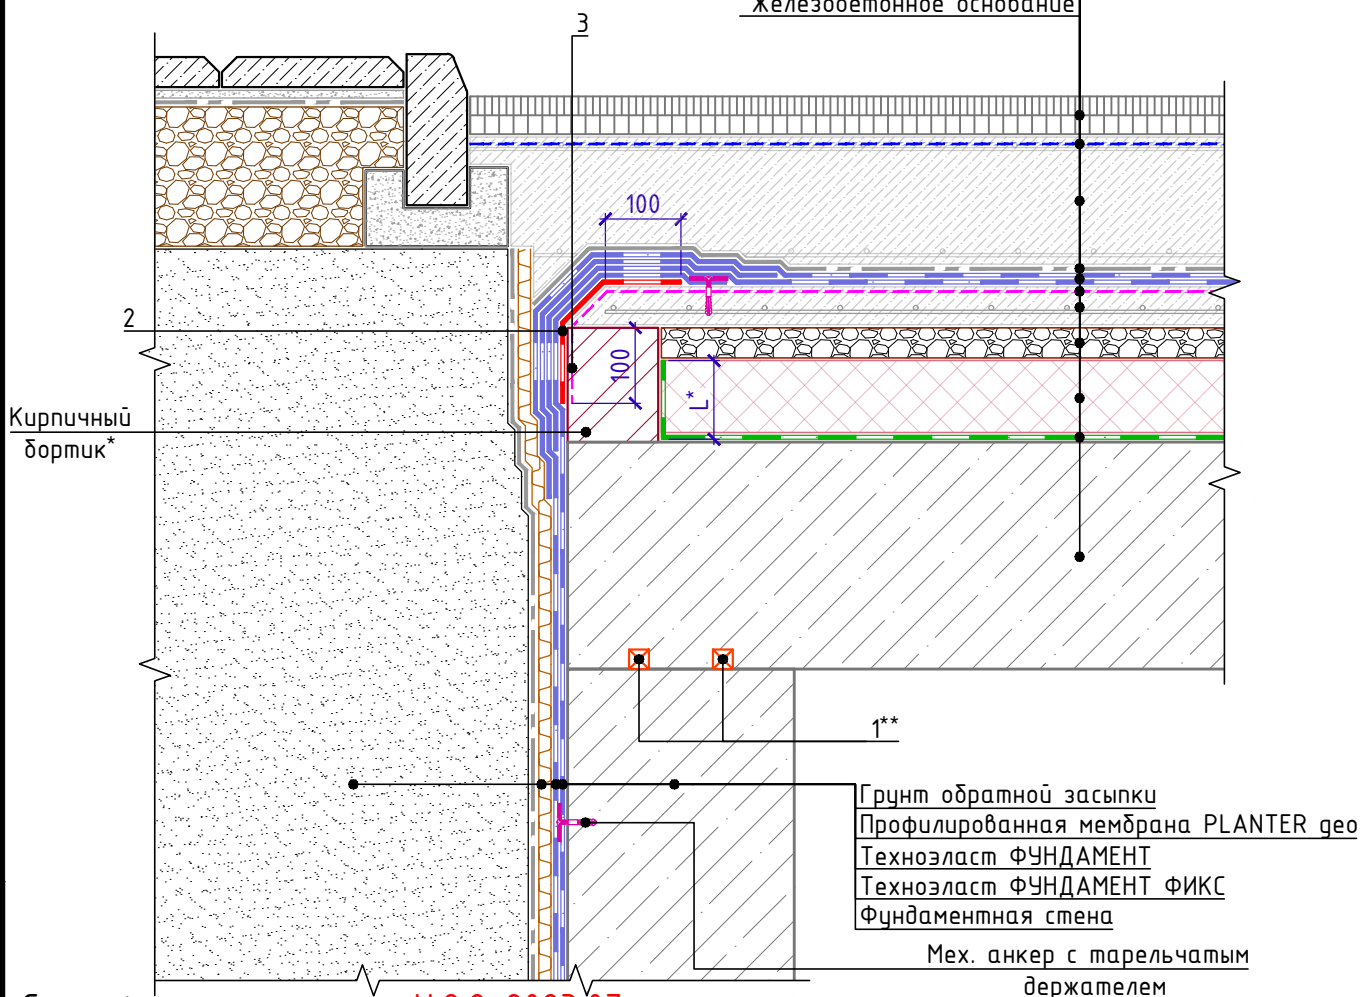 Железобетонное основание
3
100
2
100
L*
Кирпичный
бортик*
1**
Грунт обратной засыпки
Профилированная мембрана PLANTER geo
Техноэласт ФУНДАМЕНТ
Техноэласт ФУНДАМЕНТ ФИКС
Фундаментная стена
Мех. анкер с тарельчатым
держателем